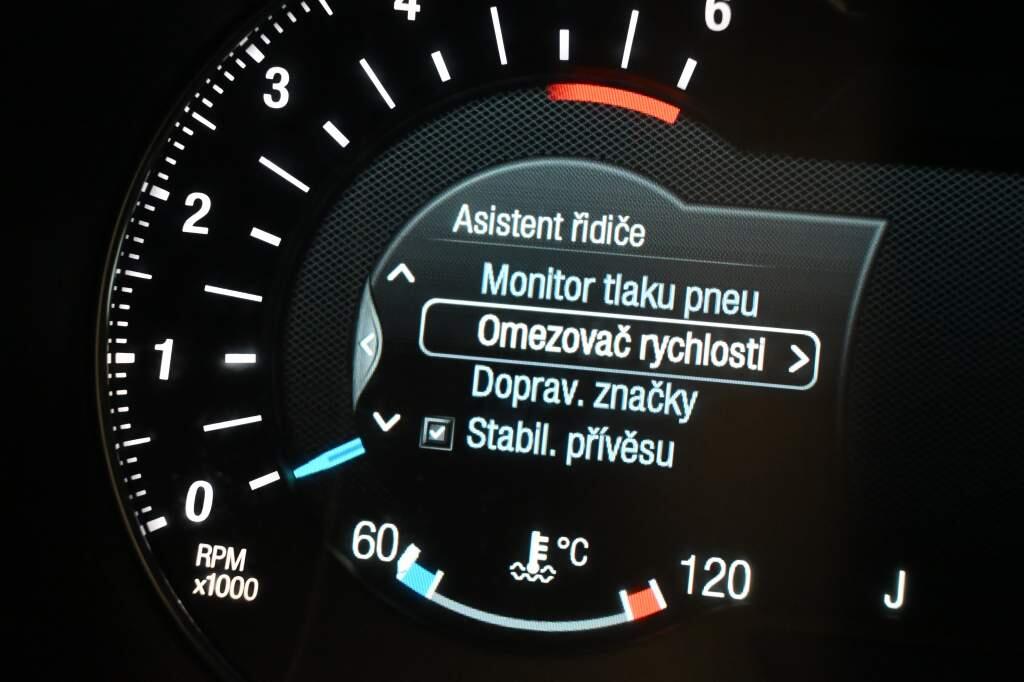 4
6
3
2
1
0
RPM
x1000
Asistent řidiče
Monitor tlaku pneu
Omezovač rychlosti
Doprav. značky
Stabil. přívěsu
60
°C
120
J